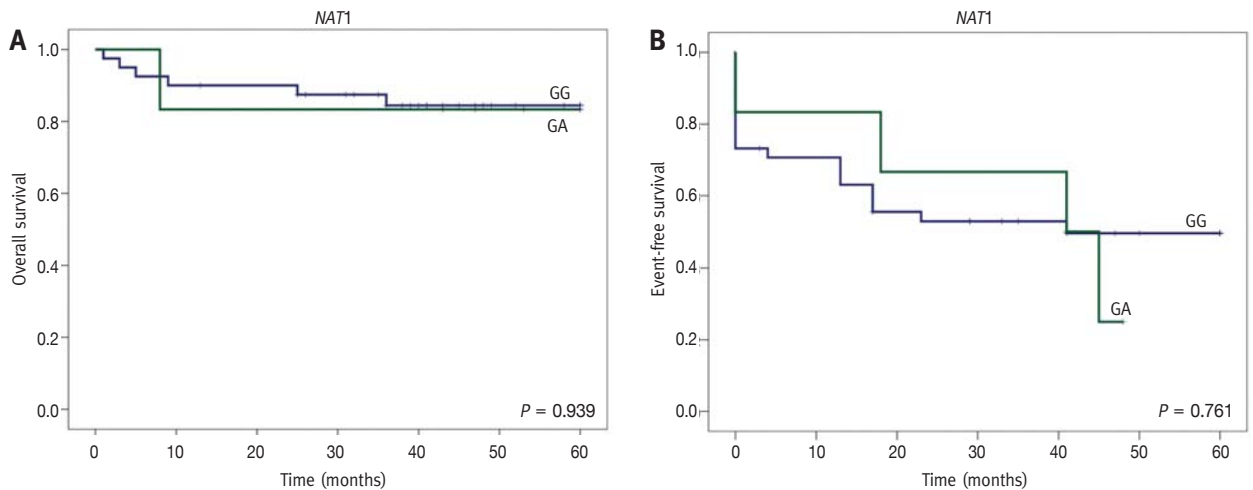 A
NAT1
1.0
0.8
0.6
0.4
0.2
0.0
Overall survival
GG
GA
P = 0.939
0 10 20 30 40 50 60
Time (months)
B
NAT1
1.0
0.8
0.6
0.4
0.2
0.0
Event-free survival
GG
GA
P = 0.761
0 10 20 30 40 50 60
Time (months)